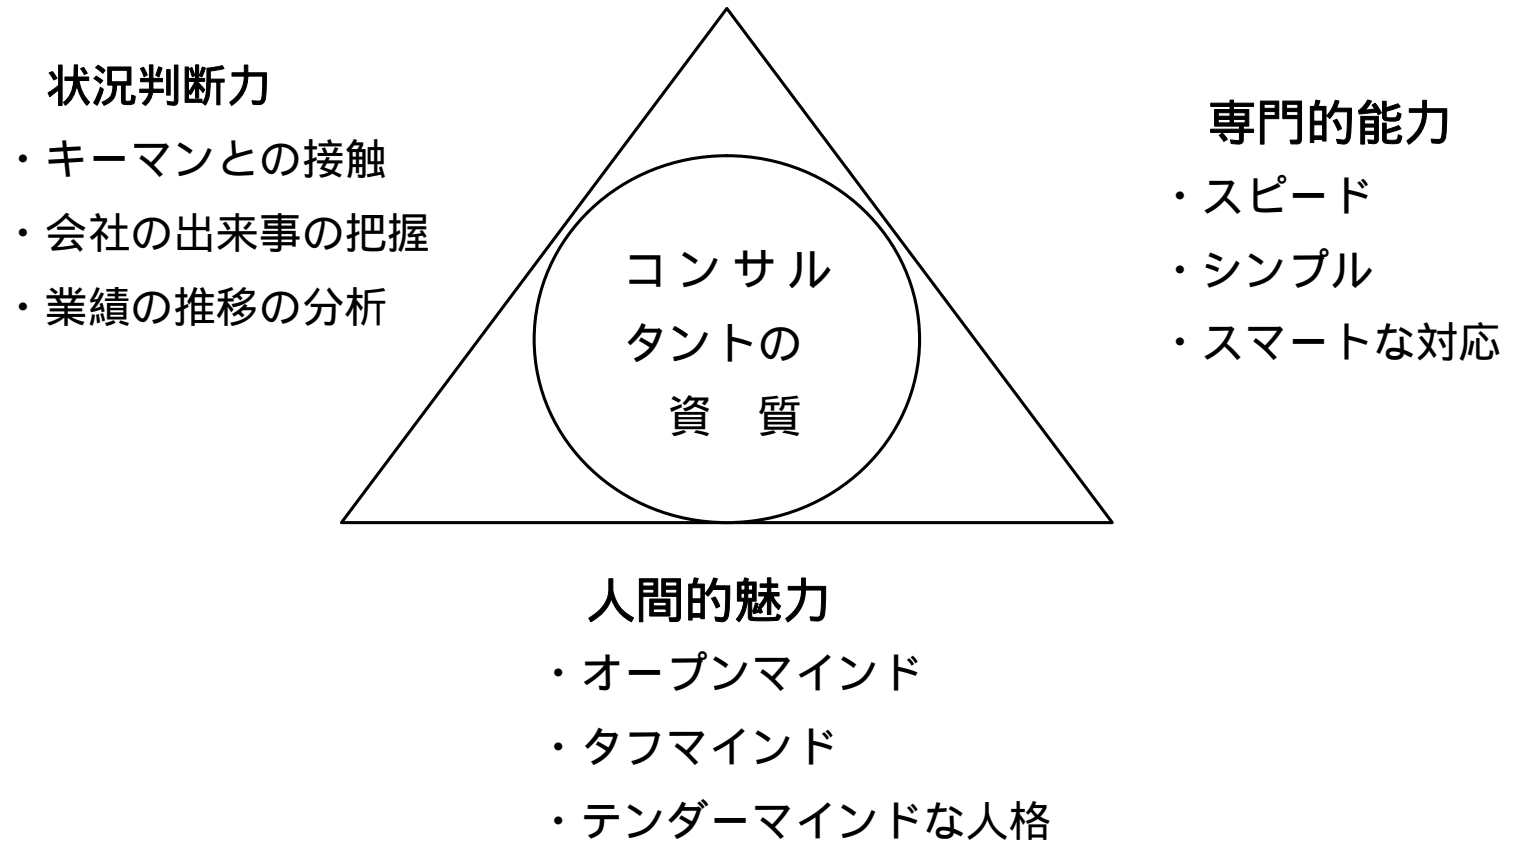 状況判断力
・キーマンとの接触
・会社の出来事の把握
・業績の推移の分析
コンサル
タントの
資　質
専門的能力
・スピード
・シンプル
・スマートな対応
人間的魅力
・オープンマインド
・タフマインド
・テンダーマインドな人格